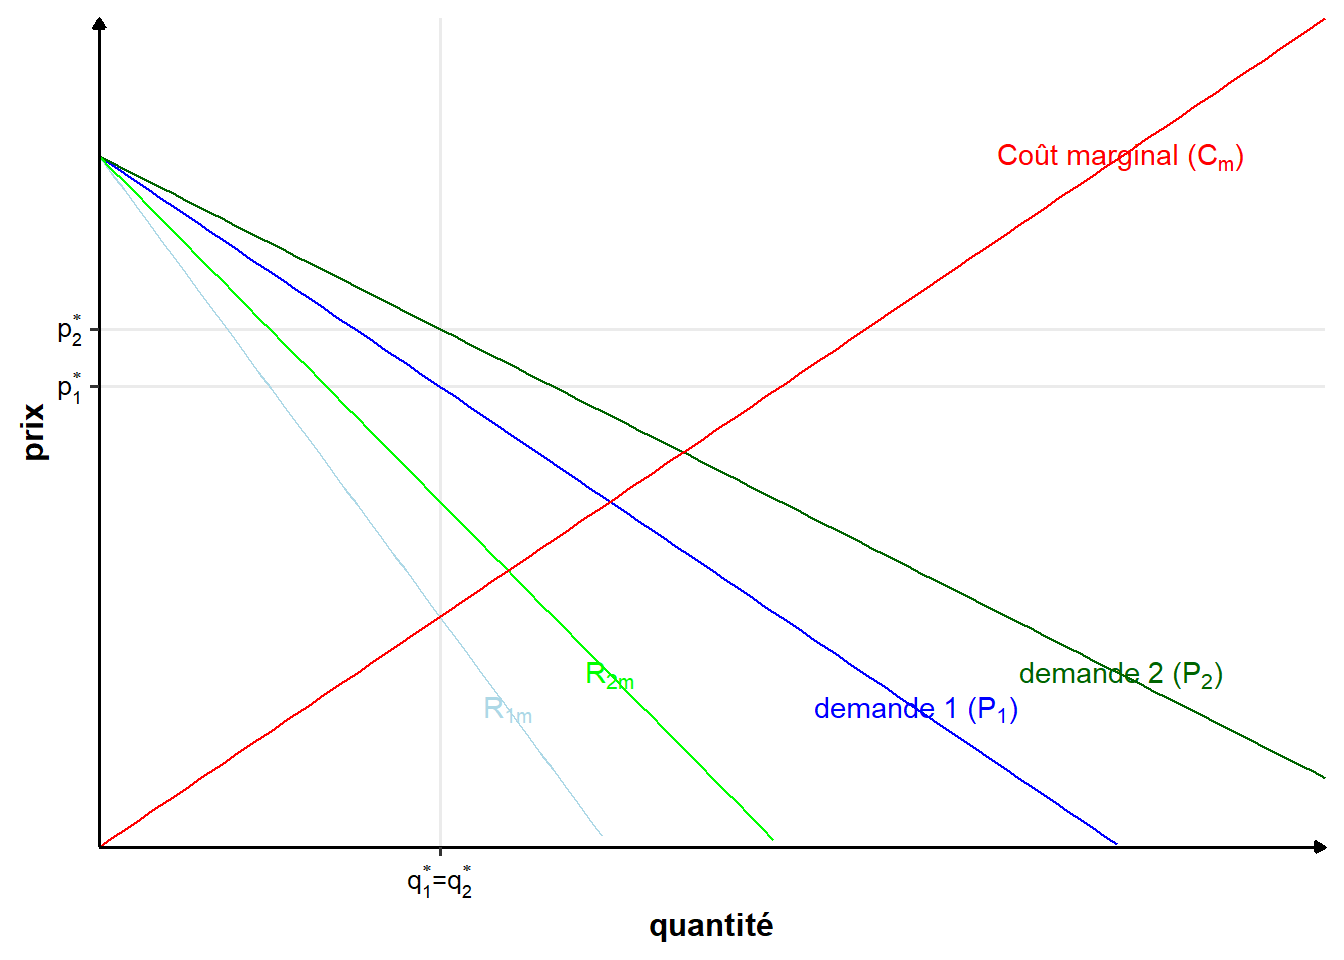 Coût marginal (Cₘ)
p₂*
p₁*
prix
R₂ₘ
demande 2 (P₂)
R₁ₘ
demande 1 (P₁)
q₁*=q₂*
quantité